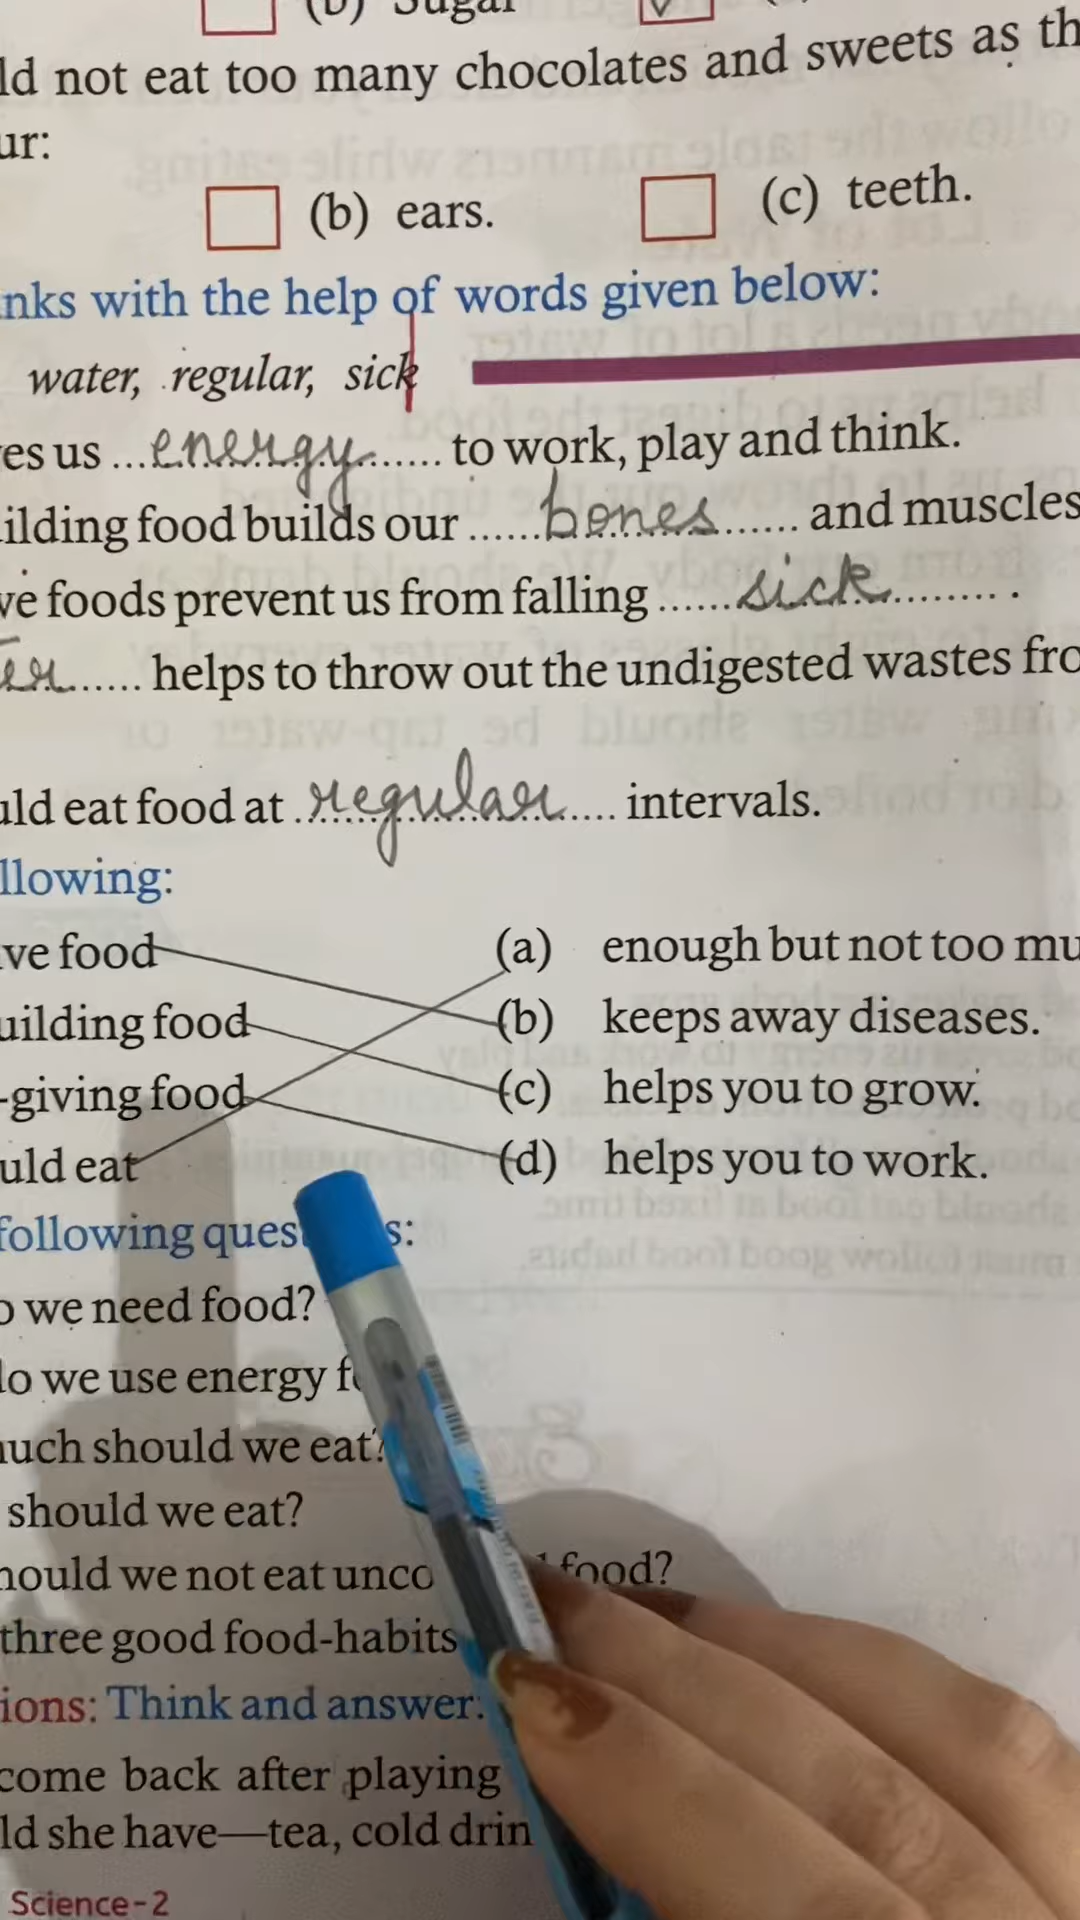 (b) Sugar
ld not eat too many chocolates and sweets as th
ur:
(b) ears. (c) teeth.
nks with the help of words given below:
water, regular, sick
es us ...energy....... to work, play and think.
ilding food builds our ......bones...... and muscles
ve foods prevent us from falling ......sick......... .
er...... helps to throw out the undigested wastes fro
uld eat food at ...regular.... intervals.
llowing:
ve food (a) enough but not too mu
uilding food (b) keeps away diseases.
-giving food (c) helps you to grow.
uld eat (d) helps you to work.
following ques s:
o we need food?
do we use energy f
uch should we eat?
should we eat?
hould we not eat unco food?
three good food-habits
ions: Think and answer:
come back after playing
ld she have—tea, cold drin
Science-2